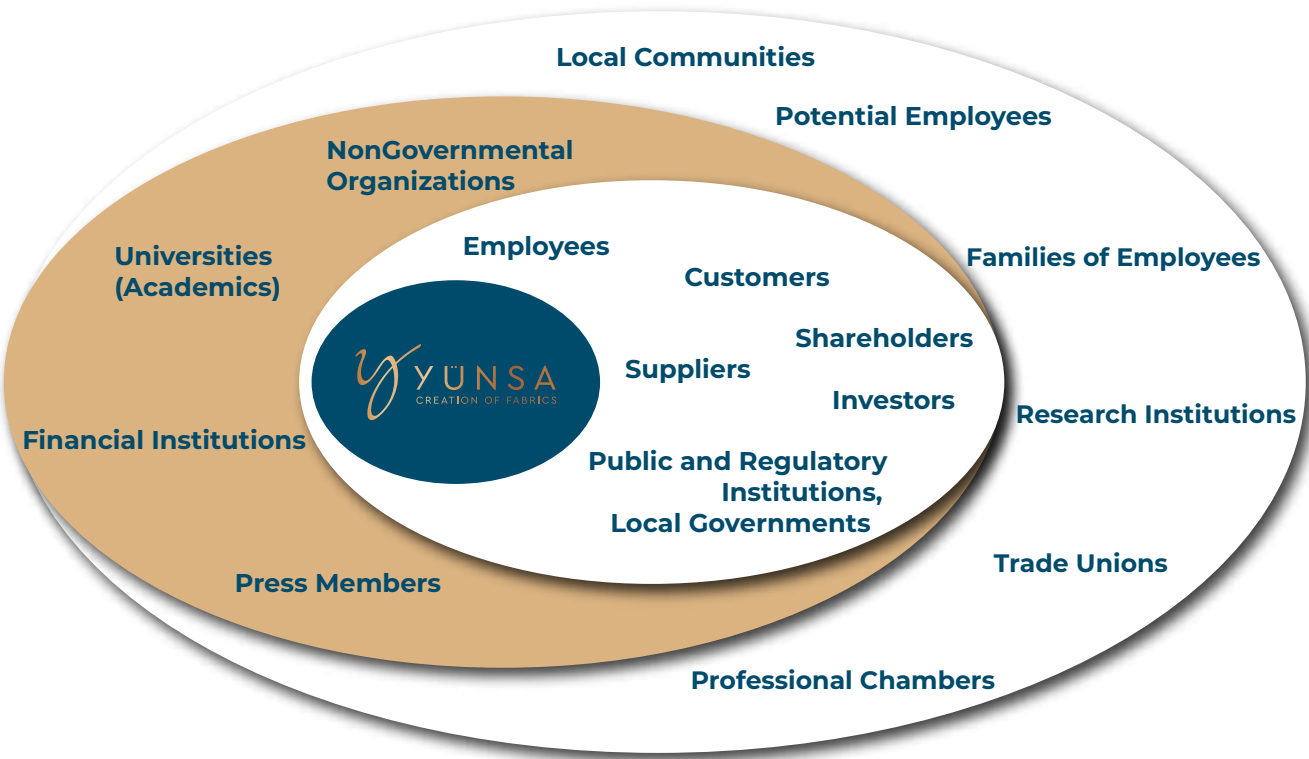 Local Communities
Potential Employees
NonGovernmental
Organizations
Universities
(Academics)
Employees
Customers
Families of Employees
Shareholders
Suppliers
Investors
YÜNSA
CREATION OF FABRICS
Research Institutions
Financial Institutions
Public and Regulatory
Institutions,
Local Governments
Trade Unions
Press Members
Professional Chambers